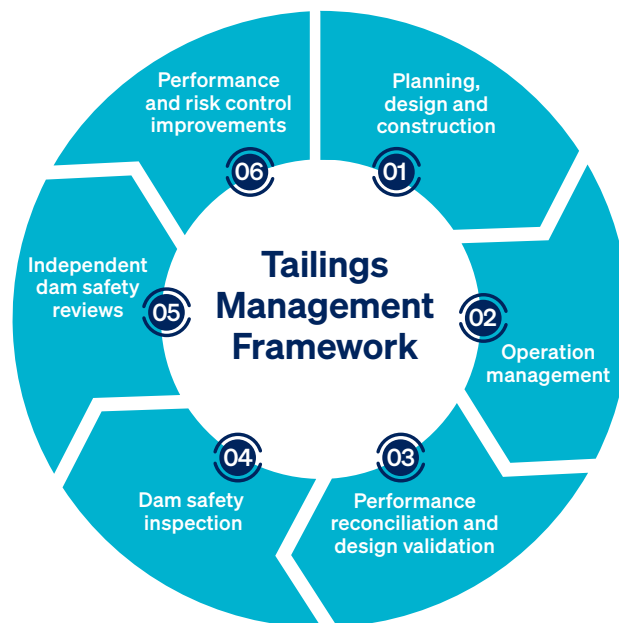 Tailings
Management
Framework
01
Planning,
design and
construction
02
Operation
management
03
Performance
reconciliation and
design validation
04
Dam safety
inspection
05
Independent
dam safety
reviews
06
Performance
and risk control
improvements